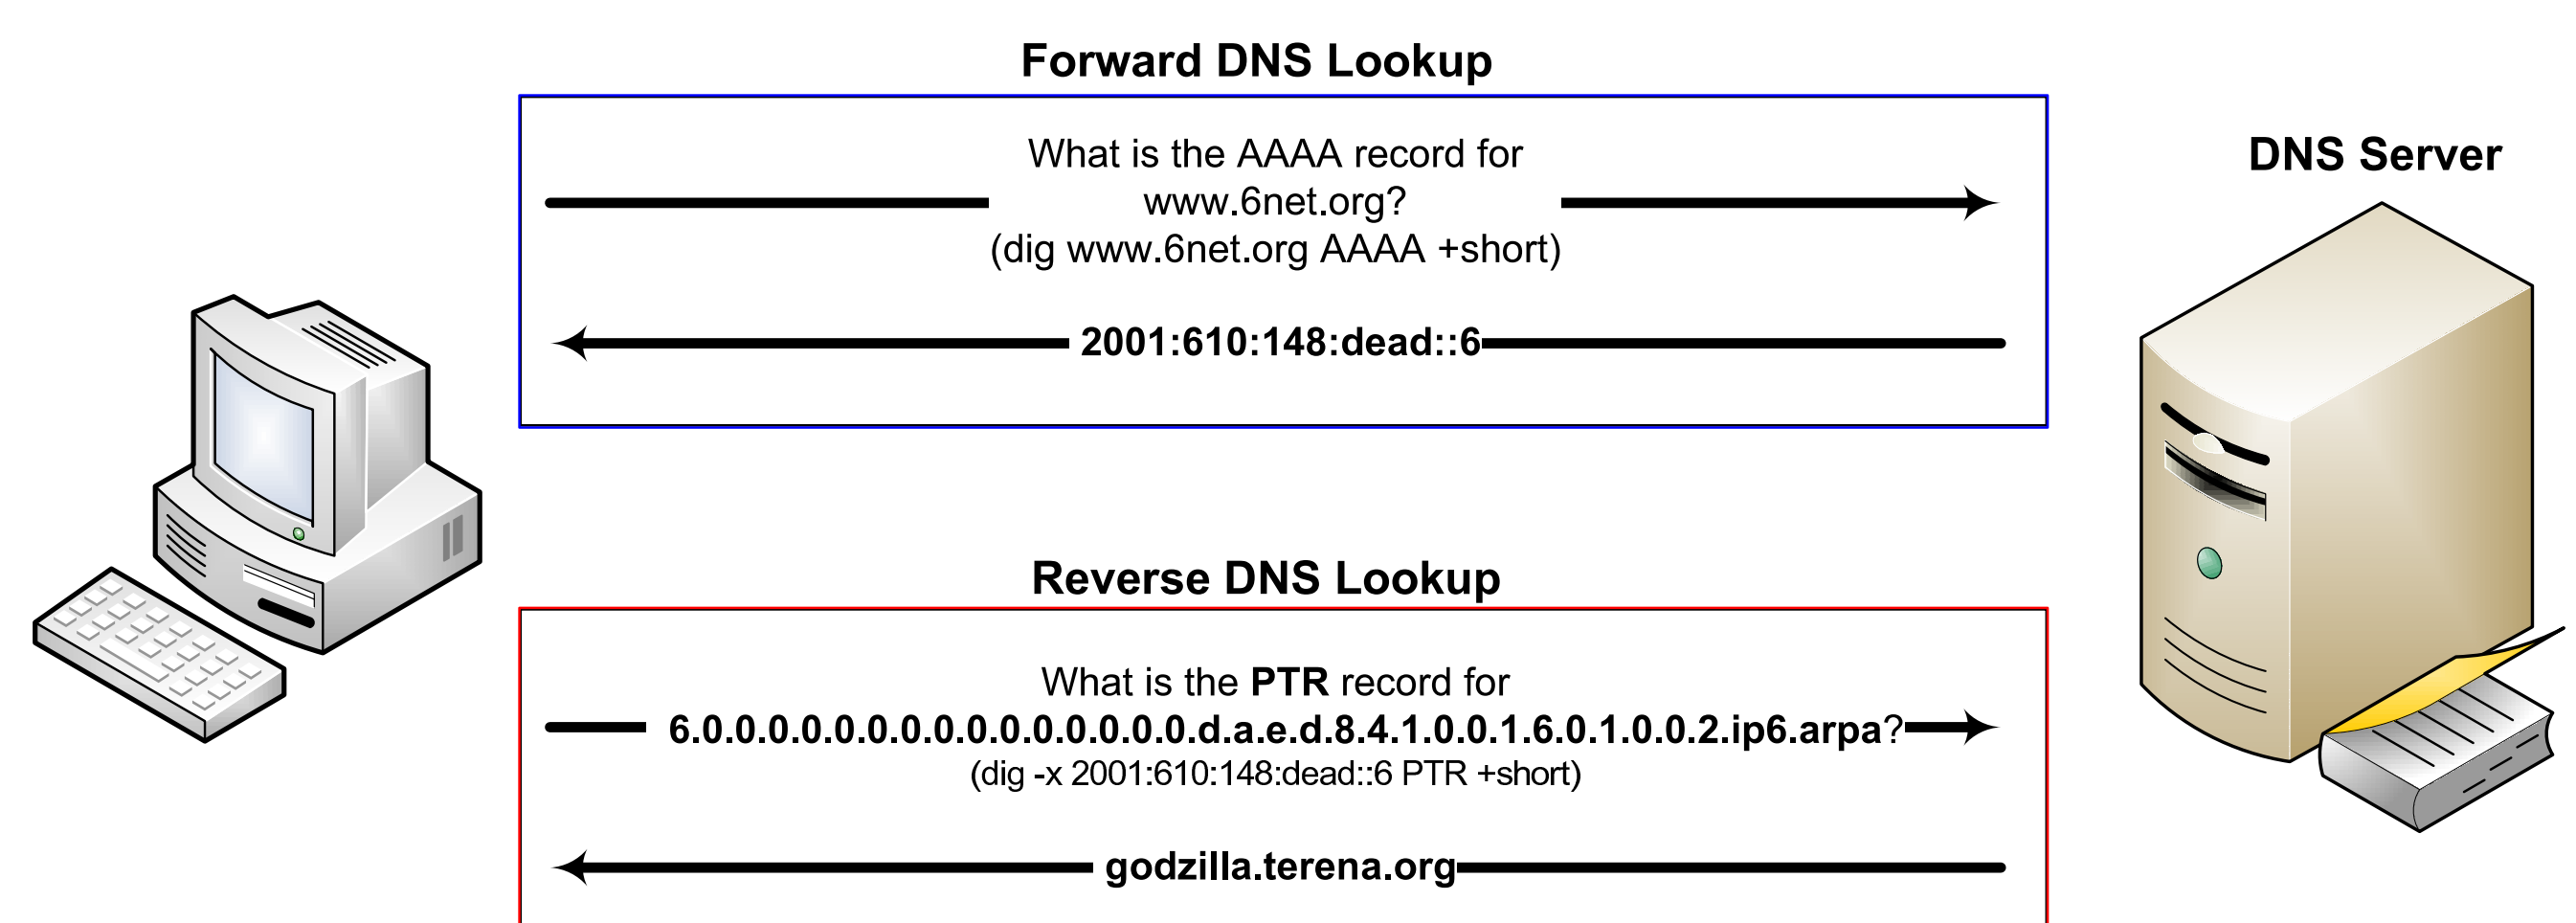 Forward DNS Lookup
What is the AAAA record for
www.6net.org?
(dig www.6net.org AAAA +short)
2001:610:148:dead::6
DNS Server
Reverse DNS Lookup
What is the PTR record for
6.0.0.0.0.0.0.0.0.0.0.0.0.0.0.0.d.a.e.d.8.4.1.0.0.1.6.0.1.0.0.2.ip6.arpa?
(dig -x 2001:610:148:dead::6 PTR +short)
godzilla.terena.org